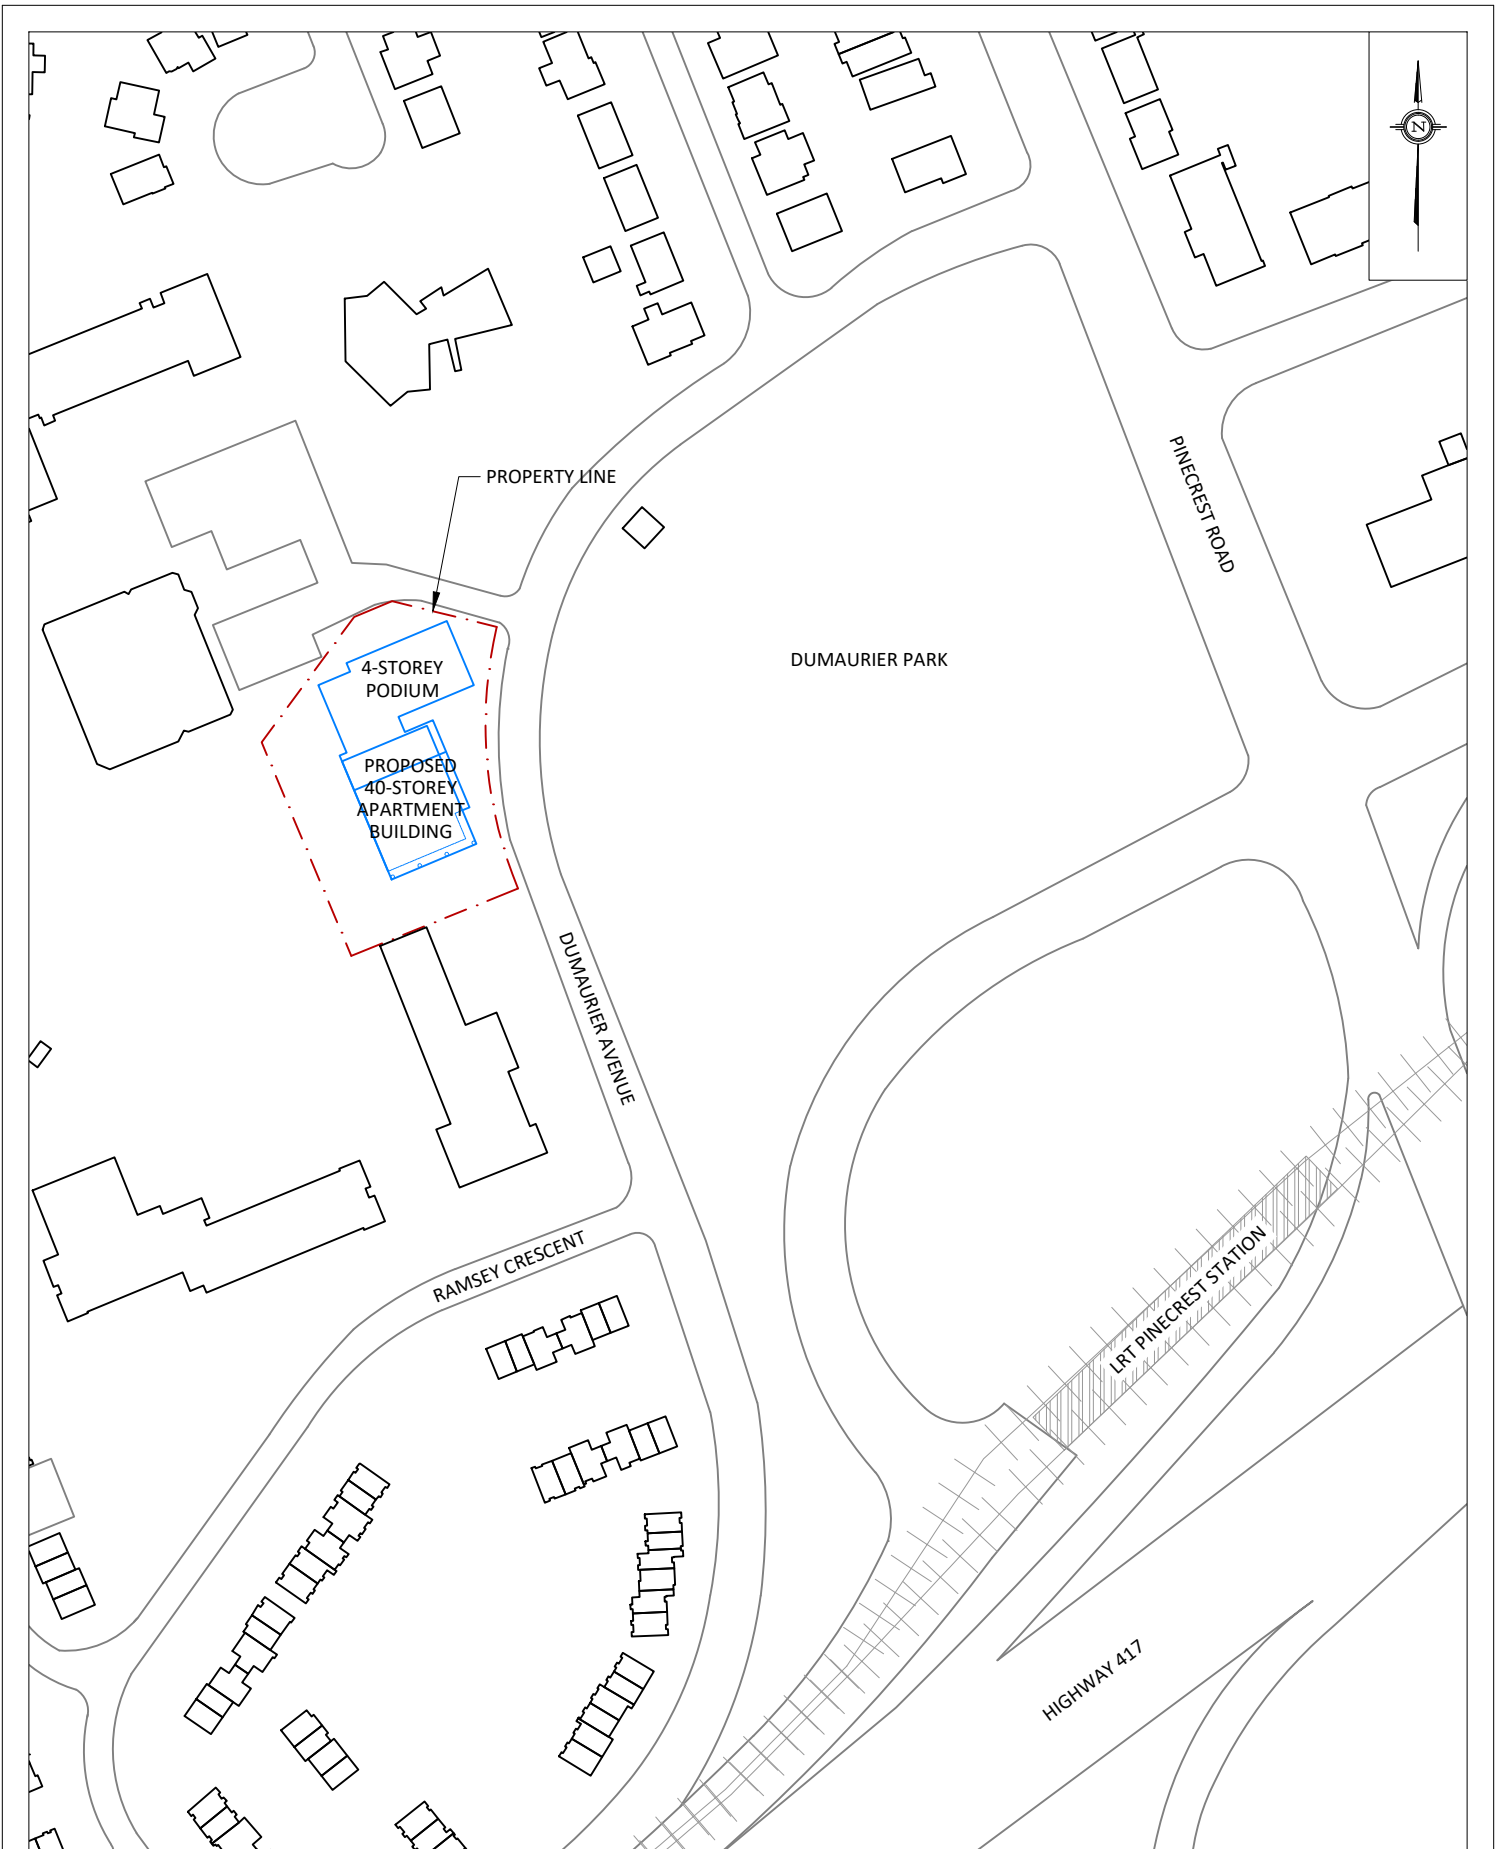 N
PROPERTY LINE
PINECREST ROAD
DUMAURIER PARK
4-STOREY
PODIUM
PROPOSED
40-STOREY
APARTMENT
BUILDING
DUMAURIER AVENUE
RAMSEY CRESCENT
LRT PINECREST STATION
HIGHWAY 417